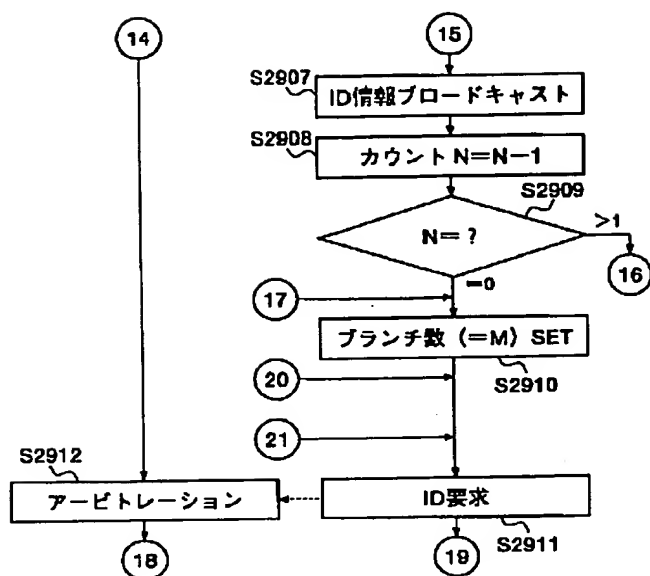 14
15
S2907
ID情報ブロードキャスト
S2908
カウント N=N-1
S2909
N=?
>1
16
=0
17
ブランチ数 (=M) SET
S2910
20
21
S2912
アービトレーション
ID要求
S2911
18
19